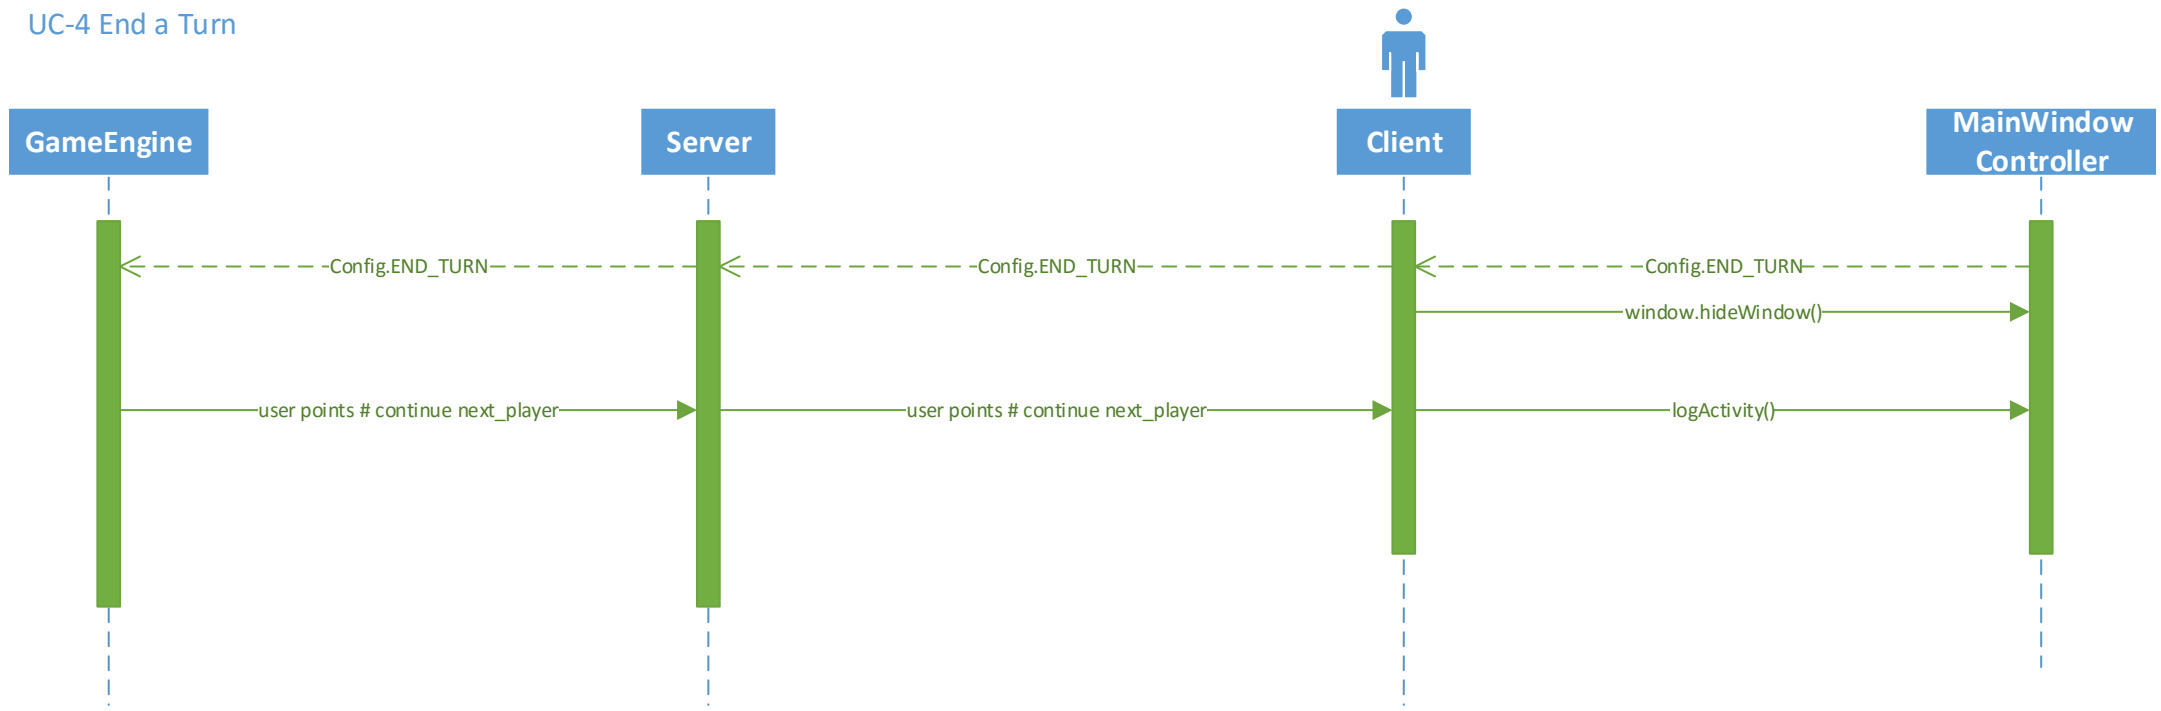 UC-4 End a Turn
GameEngine
Server
Client
MainWindow
Controller
Config.END_TURN
Config.END_TURN
Config.END_TURN
window.hideWindow()
user points # continue next_player
user points # continue next_player
logActivity()